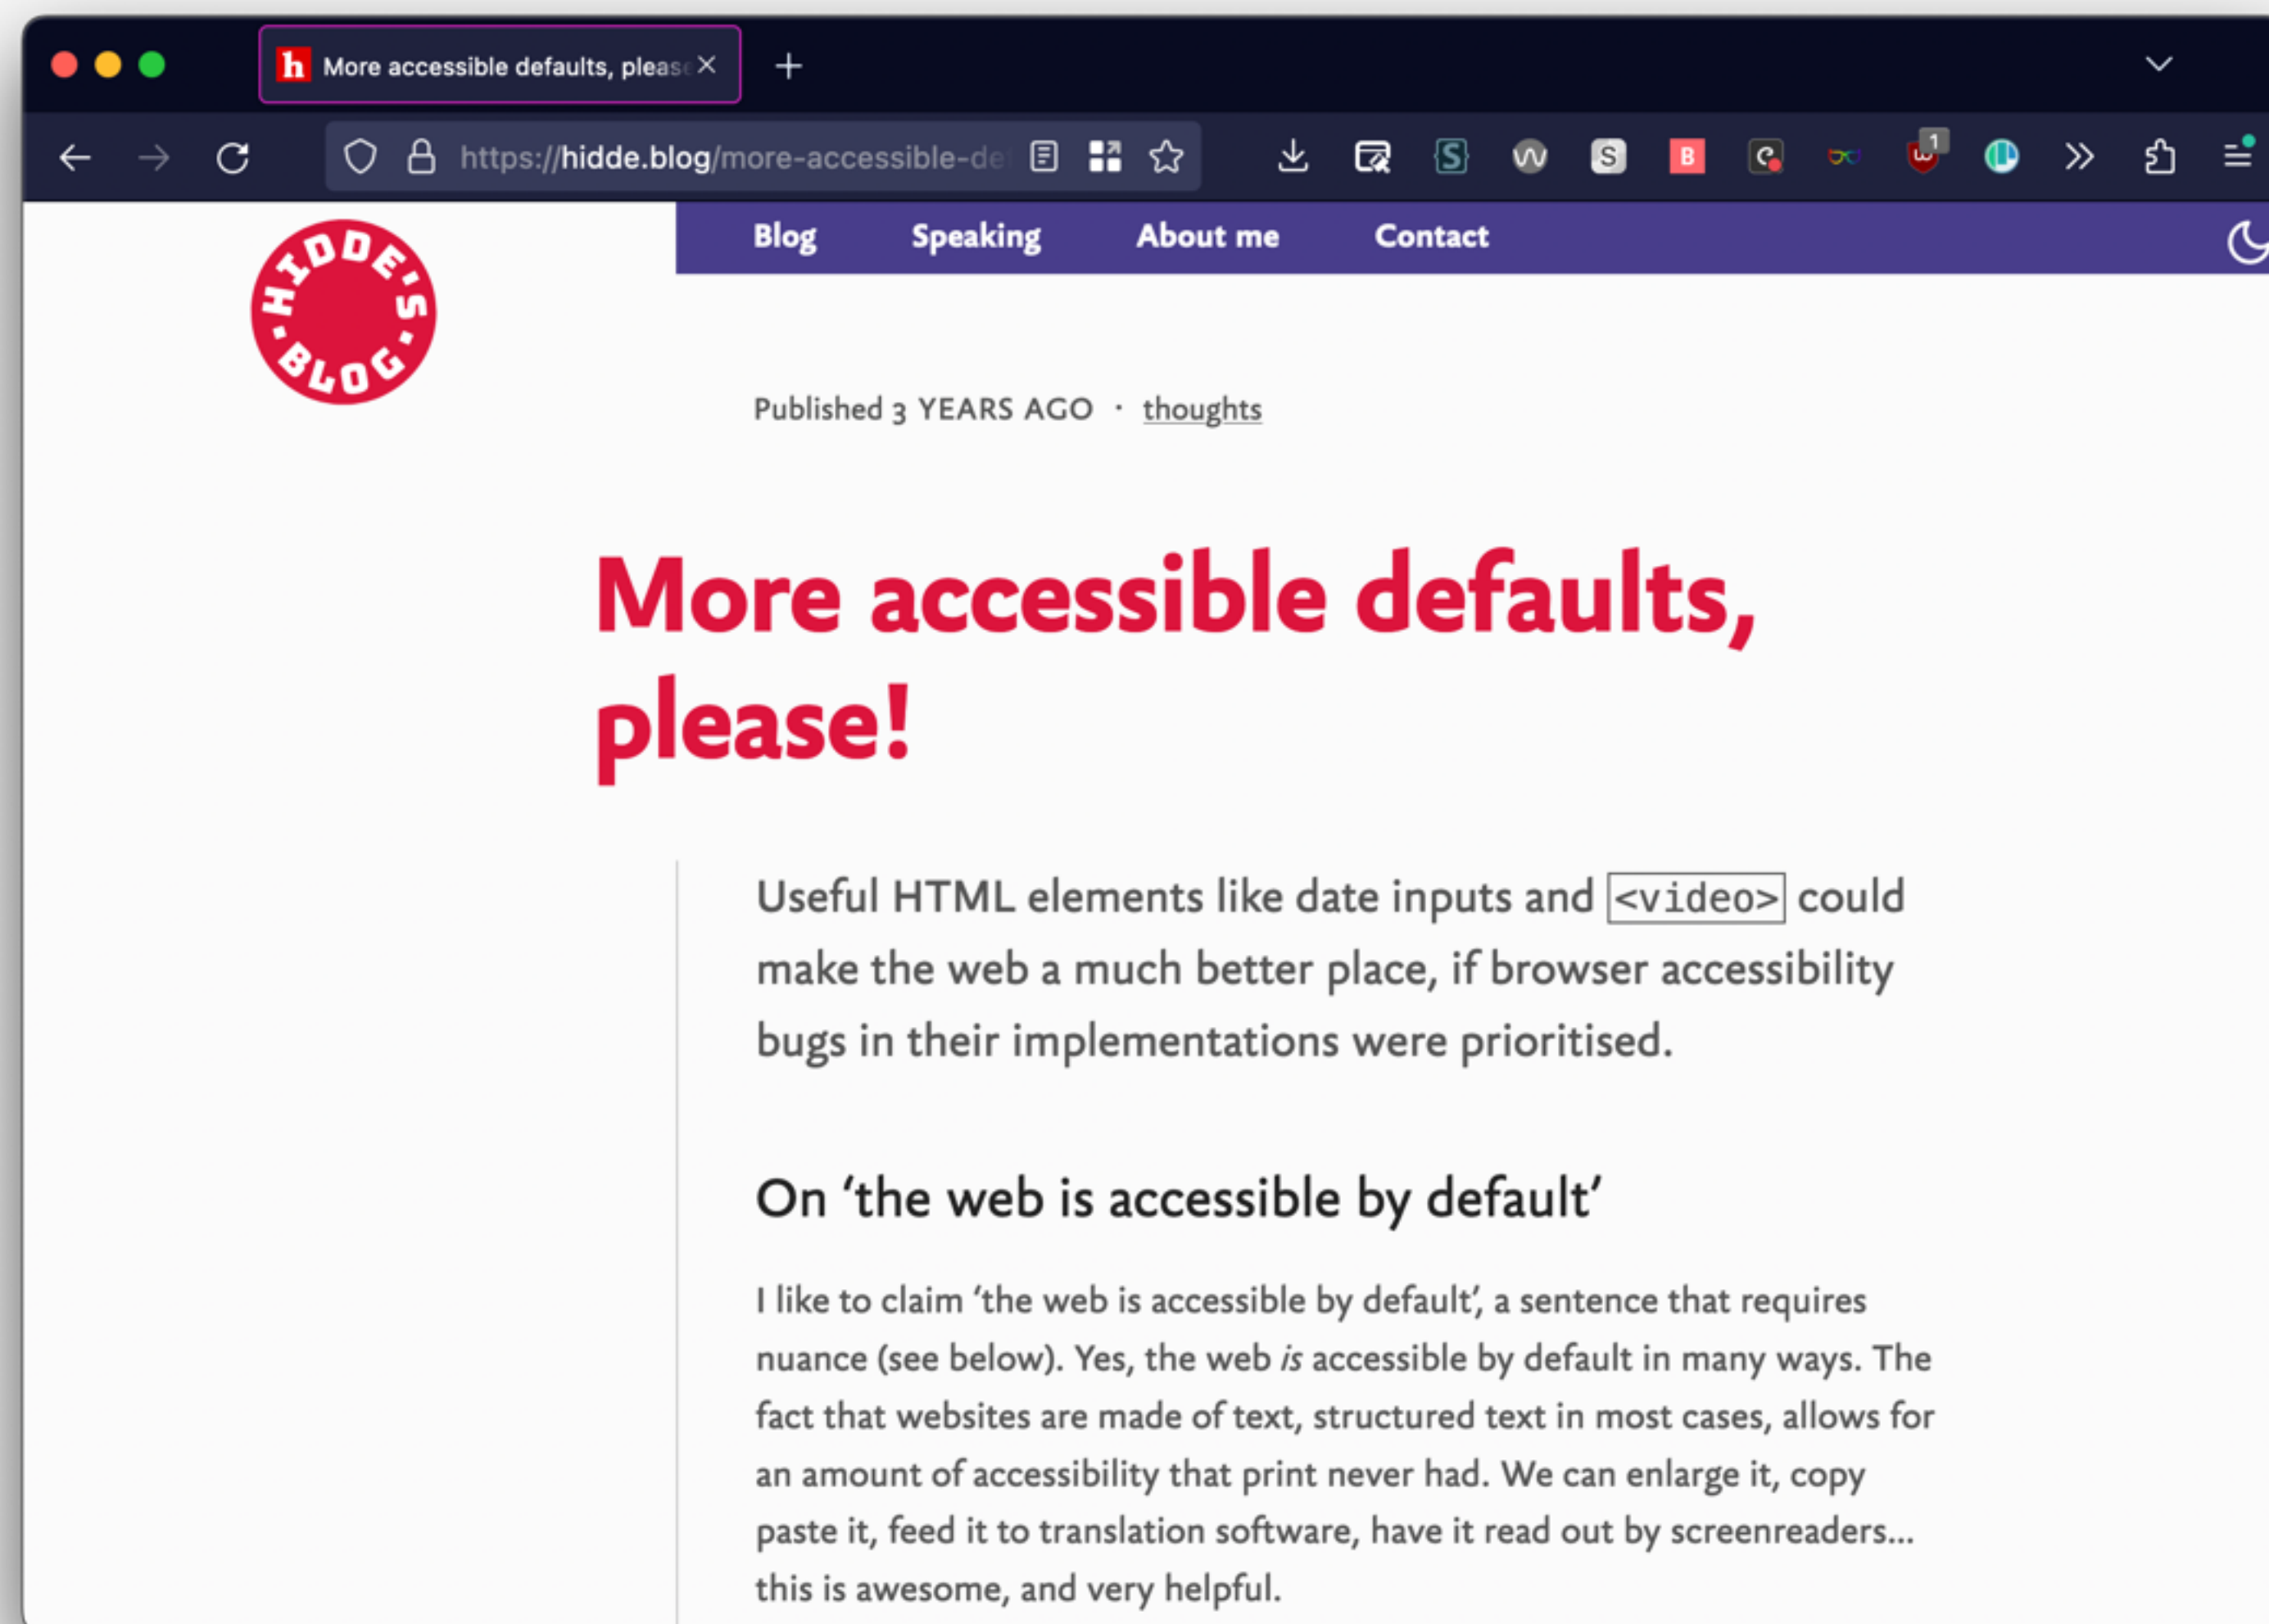 h More accessible defaults, please
https://hidde.blog/more-accessible-de
S S B 1
HIDDE'S BLOG
Blog Speaking About me Contact
Published 3 YEARS AGO · thoughts
More accessible defaults,
please!
Useful HTML elements like date inputs and <video> could
make the web a much better place, if browser accessibility
bugs in their implementations were prioritised.
On ‘the web is accessible by default’
I like to claim ‘the web is accessible by default’, a sentence that requires
nuance (see below). Yes, the web is accessible by default in many ways. The
fact that websites are made of text, structured text in most cases, allows for
an amount of accessibility that print never had. We can enlarge it, copy
paste it, feed it to translation software, have it read out by screenreaders…
this is awesome, and very helpful.